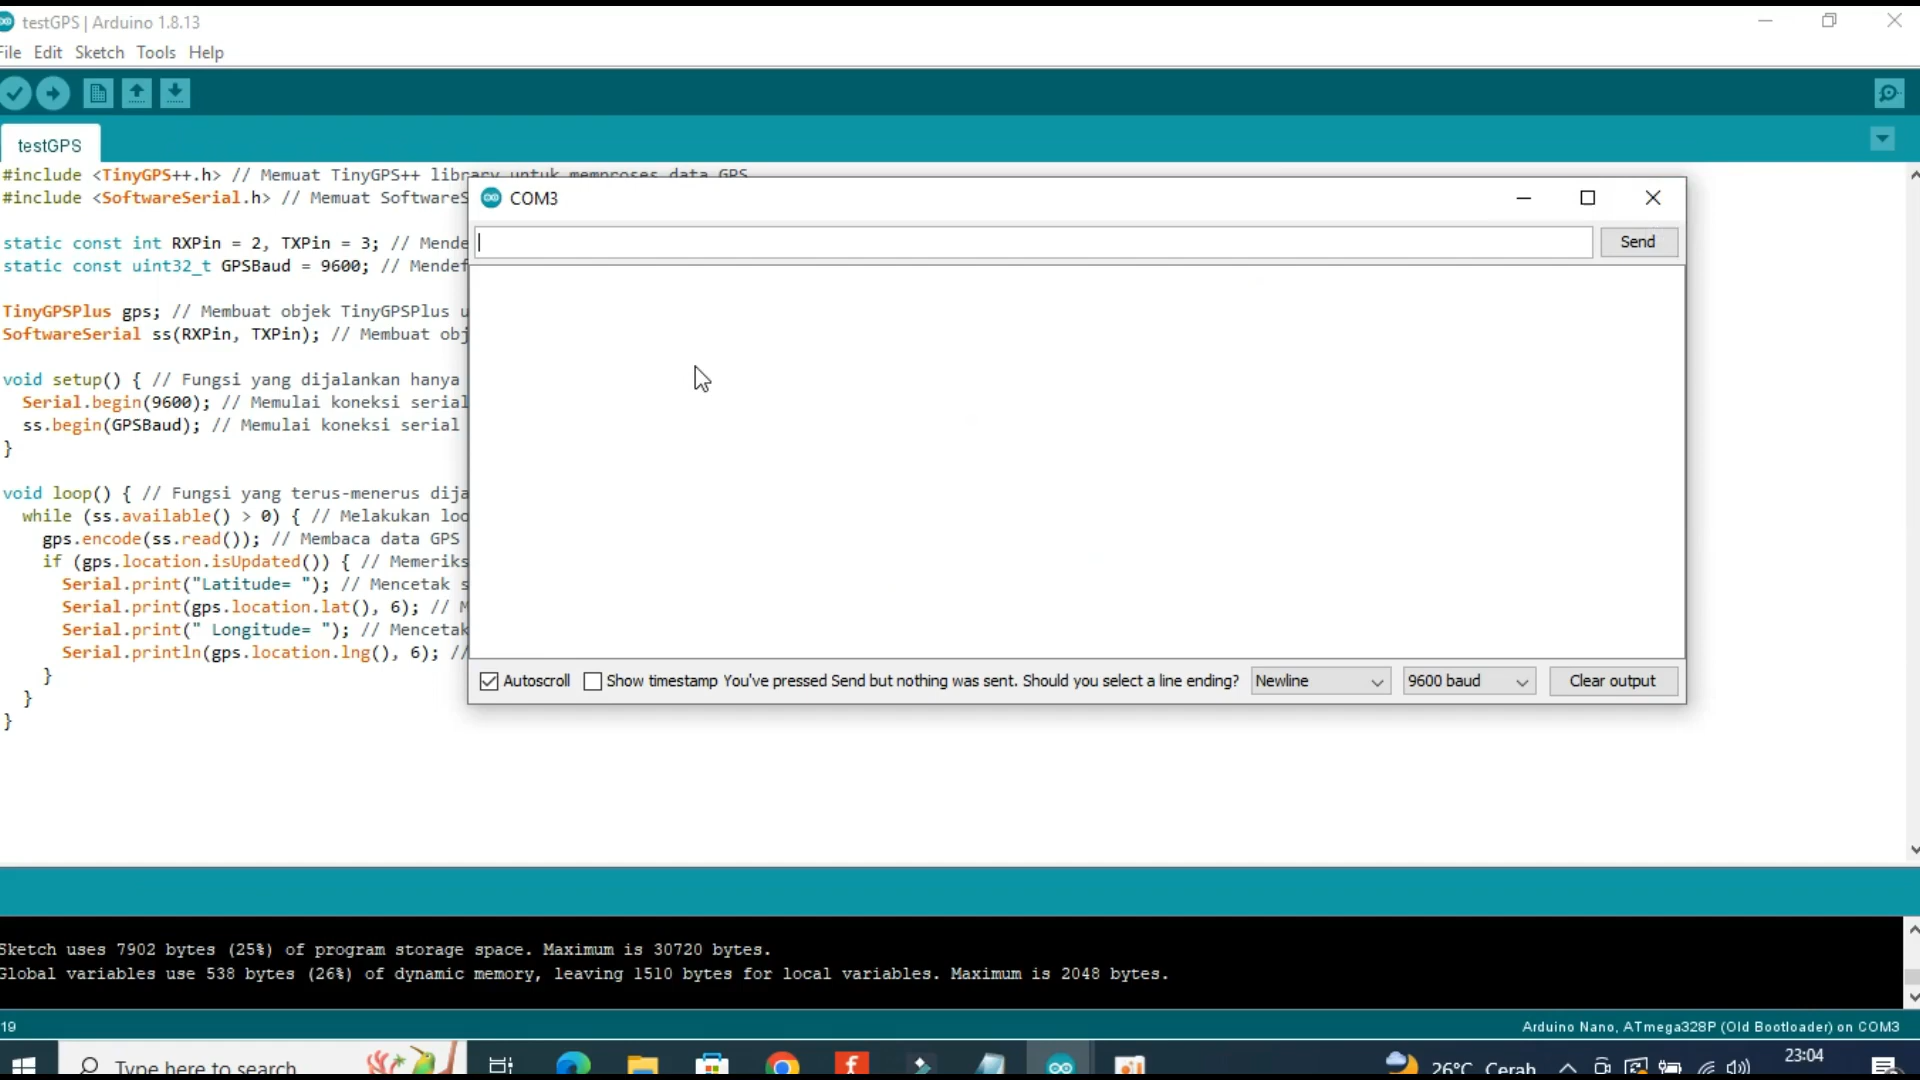 testGPS | Arduino 1.8.13
File Edit Sketch Tools Help
testGPS
#include <TinyGPS++.h> // Memuat TinyGPS++ library untuk memproses data GPS
#include <SoftwareSerial.h> // Memuat SoftwareS
static const int RXPin = 2, TXPin = 3; // Mende
static const uint32_t GPSBaud = 9600; // Mendef
TinyGPSPlus gps; // Membuat objek TinyGPSPlus u
SoftwareSerial ss(RXPin, TXPin); // Membuat obj
void setup() { // Fungsi yang dijalankan hanya
Serial.begin(9600); // Memulai koneksi serial
ss.begin(GPSBaud); // Memulai koneksi serial
}
void loop() { // Fungsi yang terus-menerus dija
while (ss.available() > 0) { // Melakukan loo
gps.encode(ss.read()); // Membaca data GPS
if (gps.location.isUpdated()) { // Memeriks
Serial.print("Latitude= "); // Mencetak s
Serial.print(gps.location.lat(), 6); // M
Serial.print(" Longitude= "); // Mencetak
Serial.println(gps.location.lng(), 6); //
}
}
}
COM3
Send
Autoscroll Show timestamp You've pressed Send but nothing was sent. Should you select a line ending? Newline 9600 baud Clear output
Sketch uses 7902 bytes (25%) of program storage space. Maximum is 30720 bytes.
Global variables use 538 bytes (26%) of dynamic memory, leaving 1510 bytes for local variables. Maximum is 2048 bytes.
19
Arduino Nano, ATmega328P (Old Bootloader) on COM3
Type here to search
26°C Cerah
23:04